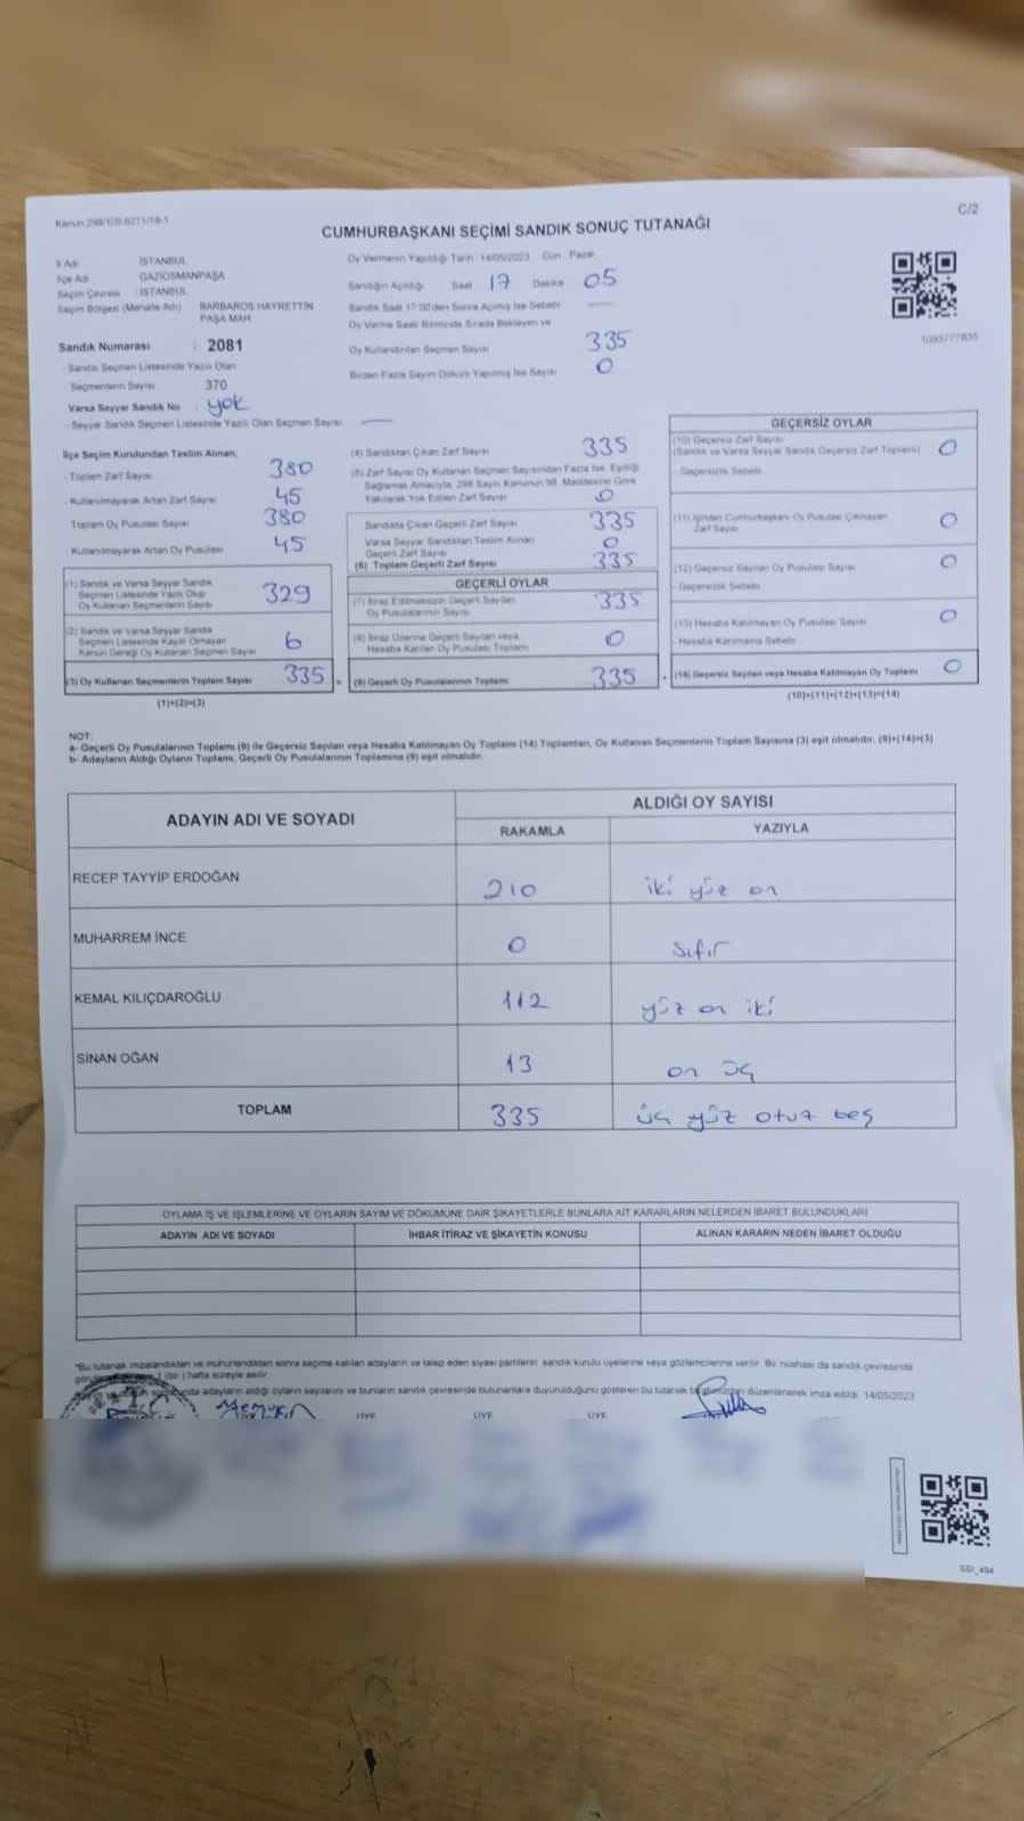 C/2
CUMHURBAŞKANI SEÇİMİ SANDIK SONUÇ TUTANAĞI
İl Adı İSTANBUL
İlçe Adı GAZİOSMANPAŞA
Seçim Çevresi : İSTANBUL
Seçim Bölgesi (Mahalle Adı) BARBAROS HAYRETTİN PAŞA MAH
Sandık Numarası : 2081
Sandık Seçmen Listesinde Yazılı Olan
Seçmenlerin Sayısı 370
Varsa Seyyar Sandık No : yok
- Seyyar Sandık Seçmen Listesinde Yazılı Olan Seçmen Sayısı —
Oy Vermenin Yapıldığı Tarih : 14/05/2023 Gün : Pazar
Sandığın Açıldığı Saat 17 Dakika 05
Sandık Saat 17:00'den Sonra Açılmış İse Sebebi —
Oy Verme Saati Bitiminde Sırada Bekleyen ve
Oy Kullandırılan Seçmen Sayısı 335
Birden Fazla Sayım Döküm Yapılmış İse Sayısı 0
İlçe Seçim Kurulundan Teslim Alınan,
- Toplam Zarf Sayısı 380
- Kullanılmayarak Artan Zarf Sayısı 45
Toplam Oy Pusulası Sayısı 380
- Kullanılmayarak Artan Oy Pusulası 45
(1) Sandık ve Varsa Seyyar Sandık
Seçmen Listesinde Yazılı Olup
Oy Kullanan Seçmenlerin Sayısı 329
(2) Sandık ve varsa Seyyar Sandık
Seçmen Listesinde Kayıtlı Olmayan
Kanun Gereği Oy Kullanan Seçmen Sayısı 6
(3) Oy Kullanan Seçmenlerin Toplam Sayısı 335
(1)+(2)=(3)
(4) Sandıktan Çıkan Zarf Sayısı 335
(5) Zarf Sayısı Oy Kullanan Seçmen Sayısından Fazla İse, Eşitliği
Sağlamak Amacıyla, 298 Sayılı Kanunun 98. Maddesine Göre
Yakılarak Yok Edilen Zarf Sayısı 0
Sandıkta Çıkan Geçerli Zarf Sayısı 335
Varsa Seyyar Sandıktan Teslim Alınan
Geçerli Zarf Sayısı 0
(6) Toplam Geçerli Zarf Sayısı 335
GEÇERLİ OYLAR
(7) İtiraz Edilmeksizin Geçerli Sayılan
Oy Pusulalarının Sayısı 335
(8) İtiraz Üzerine Geçerli Sayılan veya
Hesaba Katılan Oy Pusulası Toplamı 0
(9) Geçerli Oy Pusulalarının Toplamı 335
GEÇERSİZ OYLAR
(10) Geçersiz Zarf Sayısı
(Sandık ve Varsa Seyyar Sandık Geçersiz Zarf Toplamı) 0
- Geçersizlik Sebebi
(11) İçinden Cumhurbaşkanı Oy Pusulası Çıkmayan
Zarf Sayısı 0
(12) Geçersiz Sayılan Oy Pusulası Sayısı 0
- Geçersizlik Sebebi
(13) Hesaba Katılmayan Oy Pusulası Sayısı 0
- Hesaba Katılmama Sebebi
(14) Geçersiz Sayılan veya Hesaba Katılmayan Oy Toplamı 0
(10)+(11)+(12)+(13)=(14)
NOT:
a- Geçerli Oy Pusulalarının Toplamı (9) ile Geçersiz Sayılan veya Hesaba Katılmayan Oy Toplamı (14) Toplamları, Oy Kullanan Seçmenlerin Toplam Sayısına (3) eşit olmalıdır. (9)+(14)=(3)
b- Adayların Aldığı Oyların Toplamı, Geçerli Oy Pusulalarının Toplamına (9) eşit olmalıdır.
ADAYIN ADI VE SOYADI ALDIĞI OY SAYISI
RAKAMLA YAZIYLA
RECEP TAYYİP ERDOĞAN 210 iki yüz on
MUHARREM İNCE 0 sıfır
KEMAL KILIÇDAROĞLU 112 yüz on iki
SİNAN OĞAN 13 on üç
TOPLAM 335 üç yüz otuz beş
OYLAMA İŞ VE İŞLEMLERİNE VE OYLARIN SAYIM VE DÖKÜMÜNE DAİR ŞİKAYETLERLE BUNLARA AİT KARARLARIN NELERDEN İBARET BULUNDUKLARI
ADAYIN ADI VE SOYADI İHBAR İTİRAZ VE ŞİKAYETİN KONUSU ALINAN KARARIN NEDEN İBARET OLDUĞU
*Bu tutanak imzalandıktan ve mühürlendikten sonra seçime katılan adayların ve talep eden siyasi partilerin sandık kurulu üyelerine veya gözlemcilerine verilir. Bir nüshası da sandık çevresinde
1 (bir) hafta süreyle asılır.
adayların aldığı oyların sayılarını ve bunların sandık çevresinde bulunanlara duyurulduğunu gösteren bu tutanak tarafımızdan düzenlenerek imza edildi. 14/05/2023
ÜYE ÜYE ÜYE